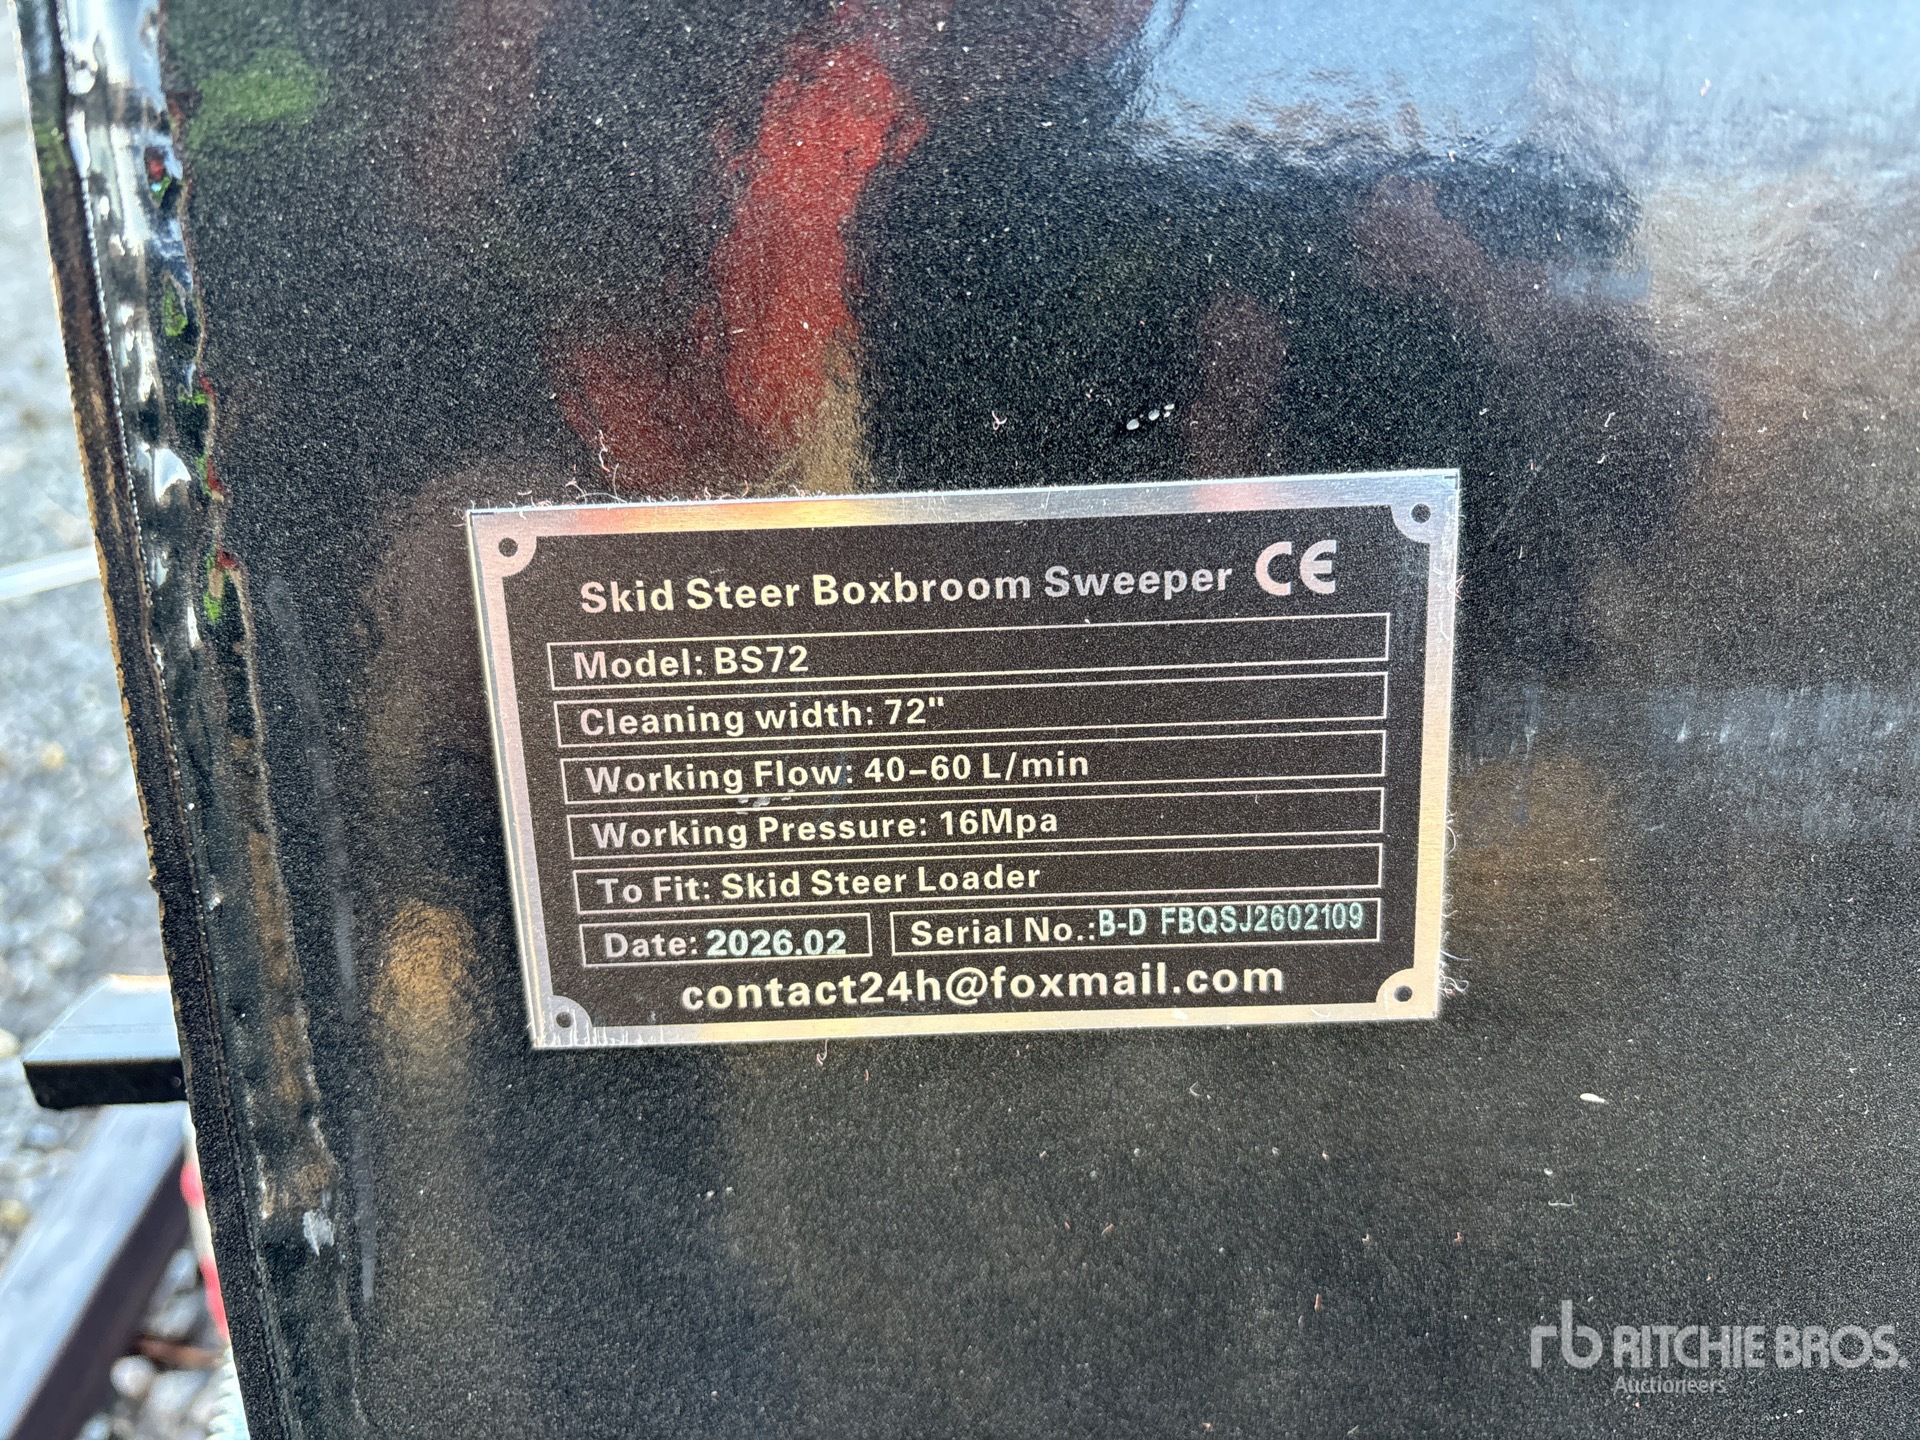 Skid Steer Boxbroom Sweeper CE
Model: BS72
Cleaning width: 72"
Working Flow: 40-60 L/min
Working Pressure: 16Mpa
To Fit: Skid Steer Loader
Date: 2026.02 Serial No.:B-D FBQSJ2602109
contact24h@foxmail.com
rb RITCHIE BROS.
Auctioneers